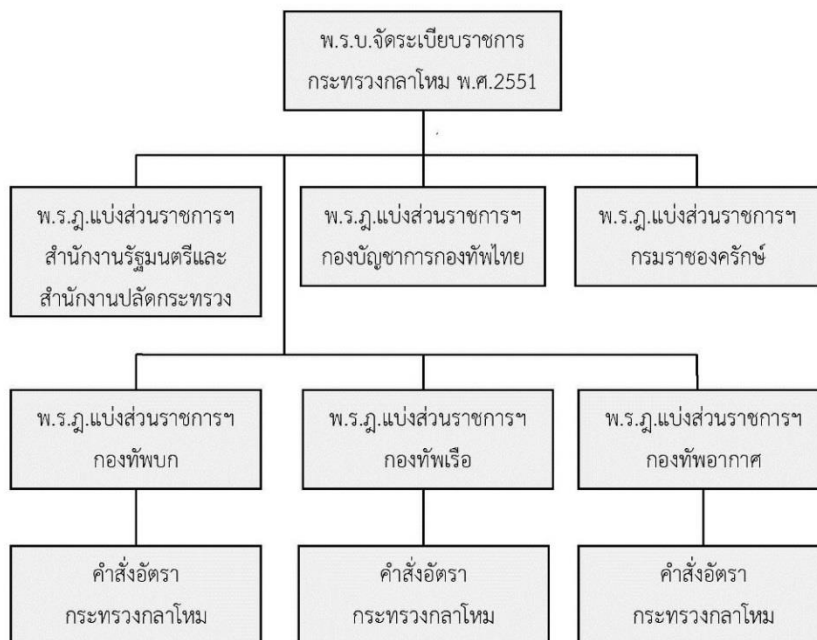 พ.ร.บ.จัดระเบียบราชการ
กระทรวงกลาโหม พ.ศ.2551
พ.ร.ฎ.แบ่งส่วนราชการฯ
สำนักงานรัฐมนตรีและ
สำนักงานปลัดกระทรวง
พ.ร.ฎ.แบ่งส่วนราชการฯ
กองบัญชาการกองทัพไทย
พ.ร.ฎ.แบ่งส่วนราชการฯ
กรมราชองครักษ์
พ.ร.ฎ.แบ่งส่วนราชการฯ
กองทัพบก
พ.ร.ฎ.แบ่งส่วนราชการฯ
กองทัพเรือ
พ.ร.ฎ.แบ่งส่วนราชการฯ
กองทัพอากาศ
คำสั่งอัตรา
กระทรวงกลาโหม
คำสั่งอัตรา
กระทรวงกลาโหม
คำสั่งอัตรา
กระทรวงกลาโหม